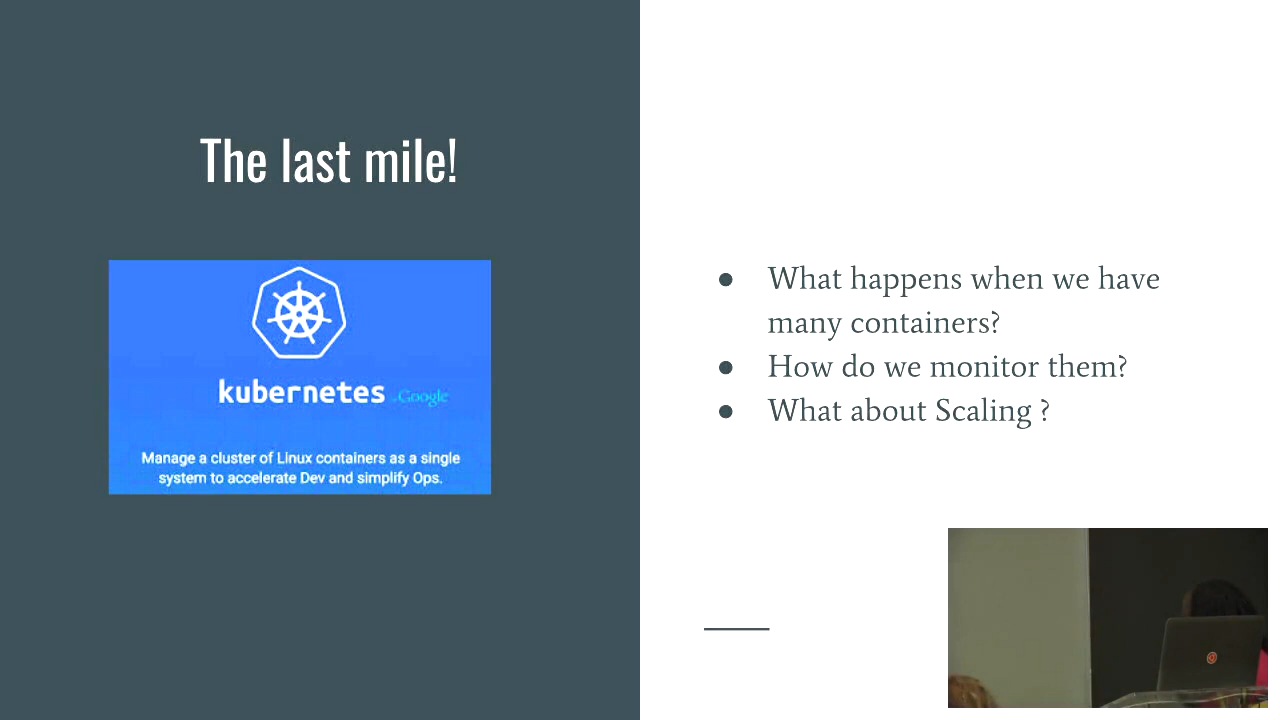 The last mile!
kubernetes by Google
Manage a cluster of Linux containers as a single
system to accelerate Dev and simplify Ops.
● What happens when we have
many containers?
● How do we monitor them?
● What about Scaling ?